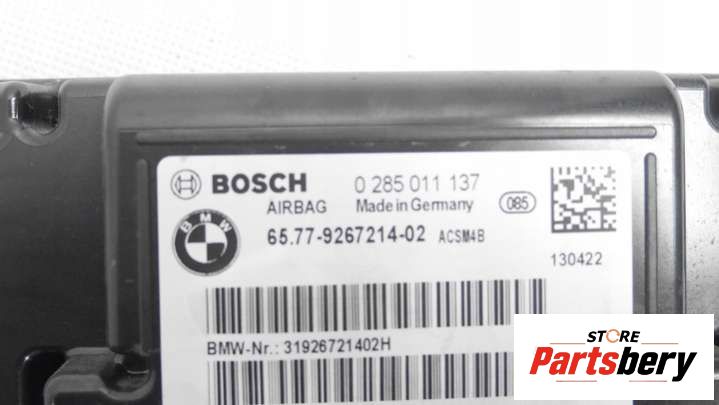 BOSCH 0 285 011 137
AIRBAG Made in Germany 085
BMW
65.77-9267214-02 ACSM4B
130422
BMW-Nr.: 31926721402H
STORE
Partsbery